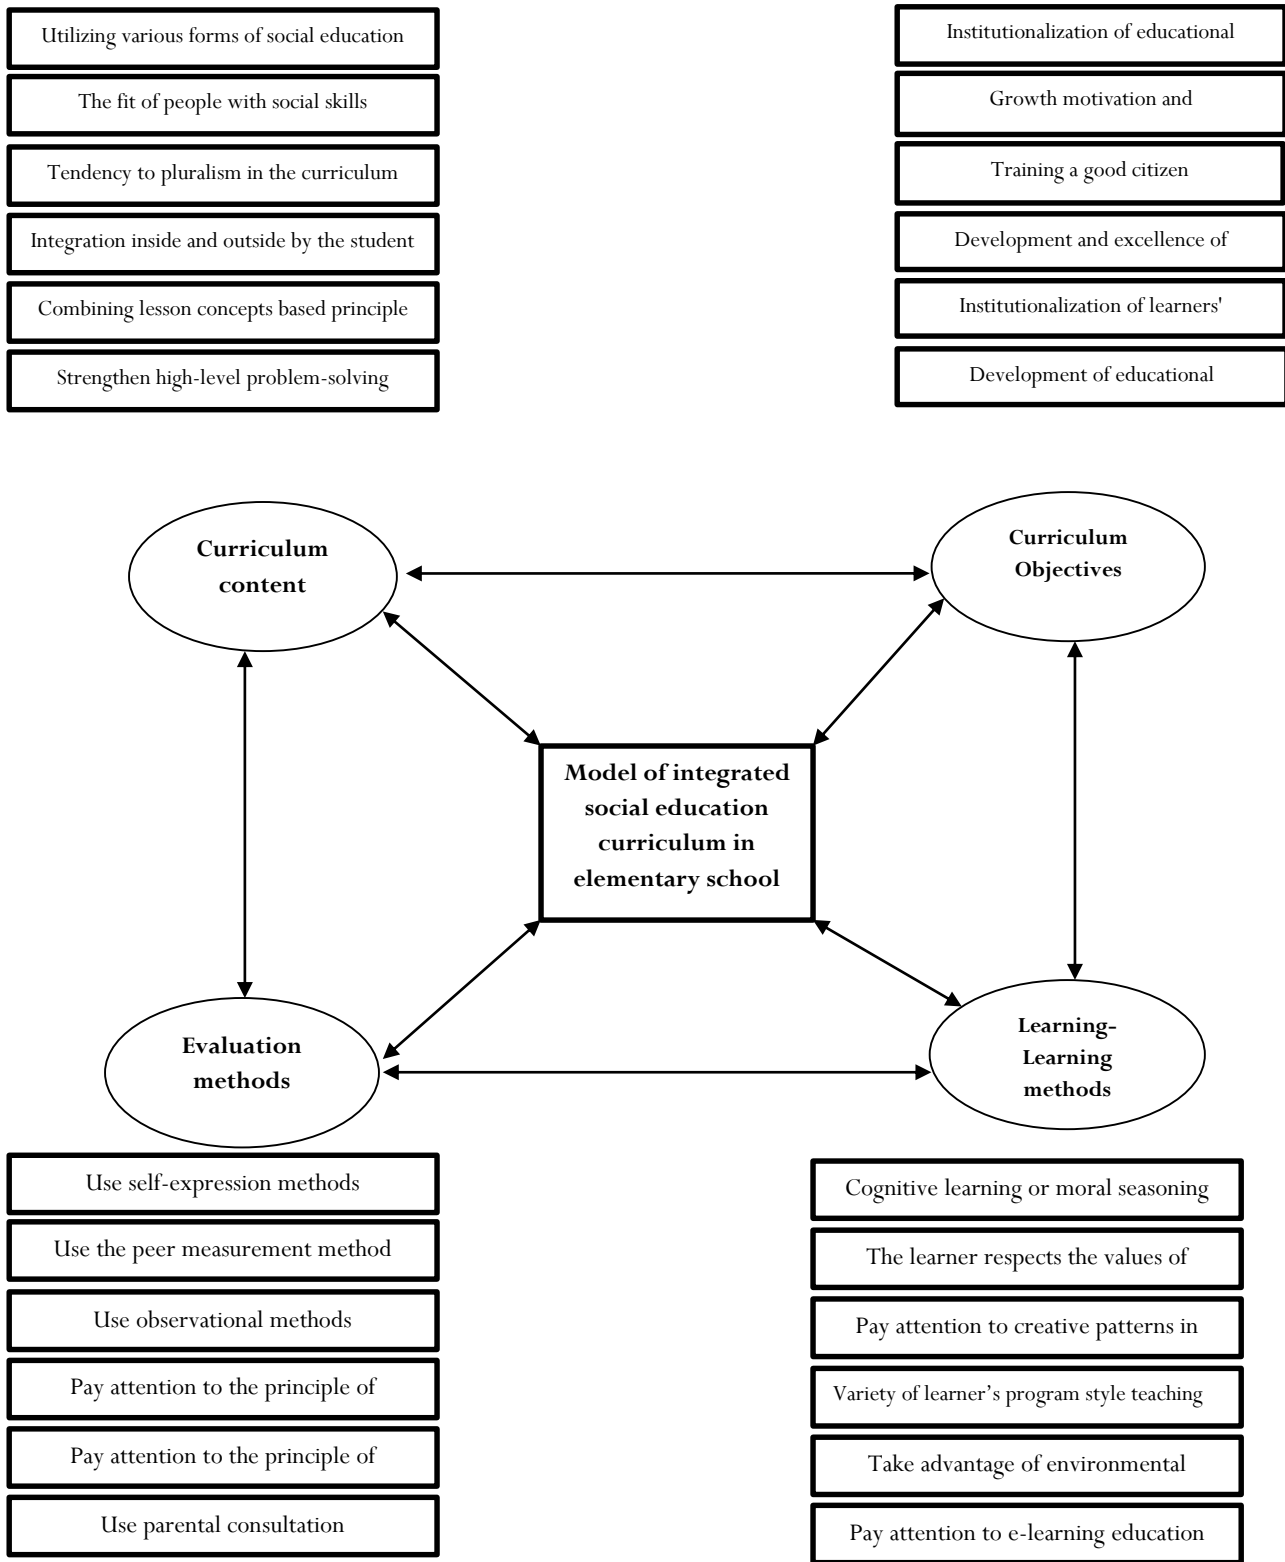 Utilizing various forms of social education
The fit of people with social skills
Tendency to pluralism in the curriculum
Integration inside and outside by the student
Combining lesson concepts based principle
Strengthen high-level problem-solving
Institutionalization of educational
Growth motivation and
Training a good citizen
Development and excellence of
Institutionalization of learners'
Development of educational
Curriculum
content
Curriculum
Objectives
Model of integrated
social education
curriculum in
elementary school
Evaluation
methods
Learning-
Learning
methods
Use self-expression methods
Use the peer measurement method
Use observational methods
Pay attention to the principle of
Pay attention to the principle of
Use parental consultation
Cognitive learning or moral seasoning
The learner respects the values of
Pay attention to creative patterns in
Variety of learner’s program style teaching
Take advantage of environmental
Pay attention to e-learning education